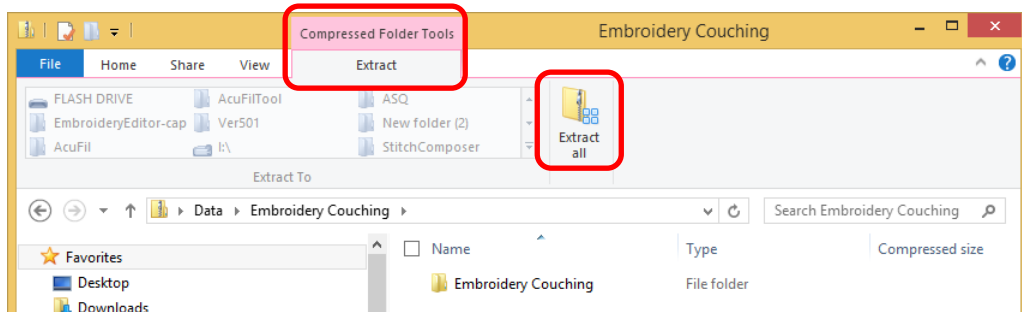 Compressed Folder Tools
Embroidery Couching
File Home Share View Extract
FLASH DRIVE AcuFilTool ASQ
EmbroideryEditor-cap Ver501 New folder (2)
AcuFil I:\ StitchComposer
Extract
all
Extract To
Data Embroidery Couching Search Embroidery Couching
Favorites Name Type Compressed size
Desktop Embroidery Couching File folder
Downloads